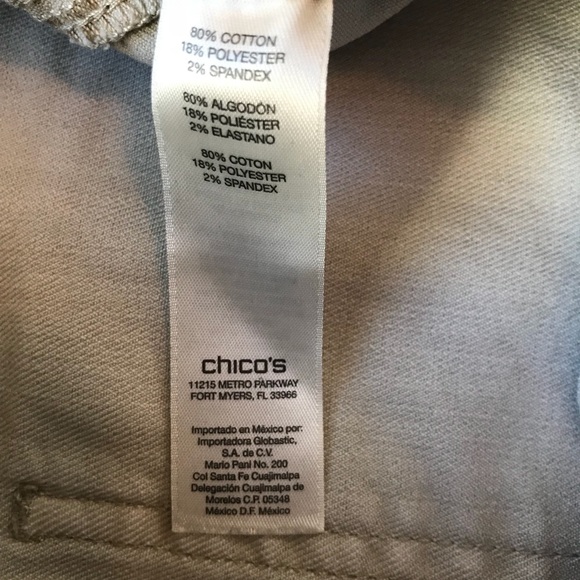 80% COTTON
18% POLYESTER
2% SPANDEX
80% ALGODÓN
18% POLIÉSTER
2% ELASTANO
80% COTON
18% POLYESTER
2% SPANDEX
chico's
11215 METRO PARKWAY
FORT MYERS, FL 33966
Importado en México por:
Importadora Globastic,
S.A. de C.V.
Mario Pani No. 200
Col Santa Fe Cuajimalpa
Delegación Cuajimalpa de
Morelos C.P. 05348
México D.F. México